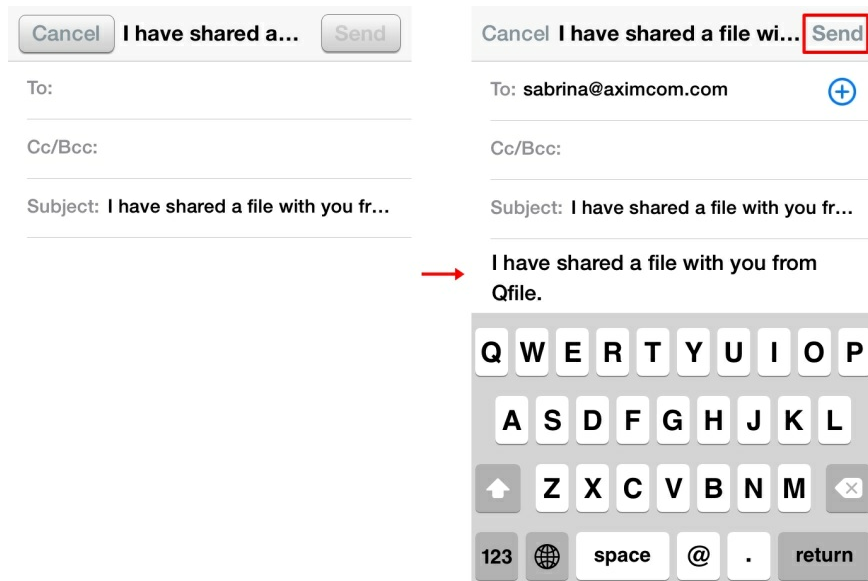 Cancel I have shared a... Send
To:
Cc/Bcc:
Subject: I have shared a file with you fr...
Cancel I have shared a file wi... Send
To: sabrina@aximcom.com
Cc/Bcc:
Subject: I have shared a file with you fr...
I have shared a file with you from
Qfile.
Q W E R T Y U I O P
A S D F G H J K L
Z X C V B N M
123 space @ . return